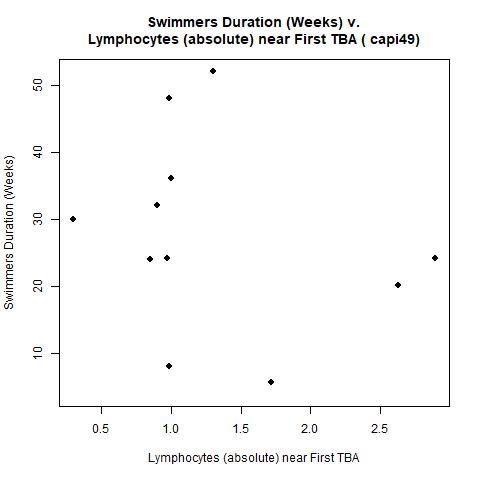 Swimmers Duration (Weeks) v.
Lymphocytes (absolute) near First TBA ( capi49)
Swimmers Duration (Weeks)
50
40
30
20
10
0.5 1.0 1.5 2.0 2.5
Lymphocytes (absolute) near First TBA